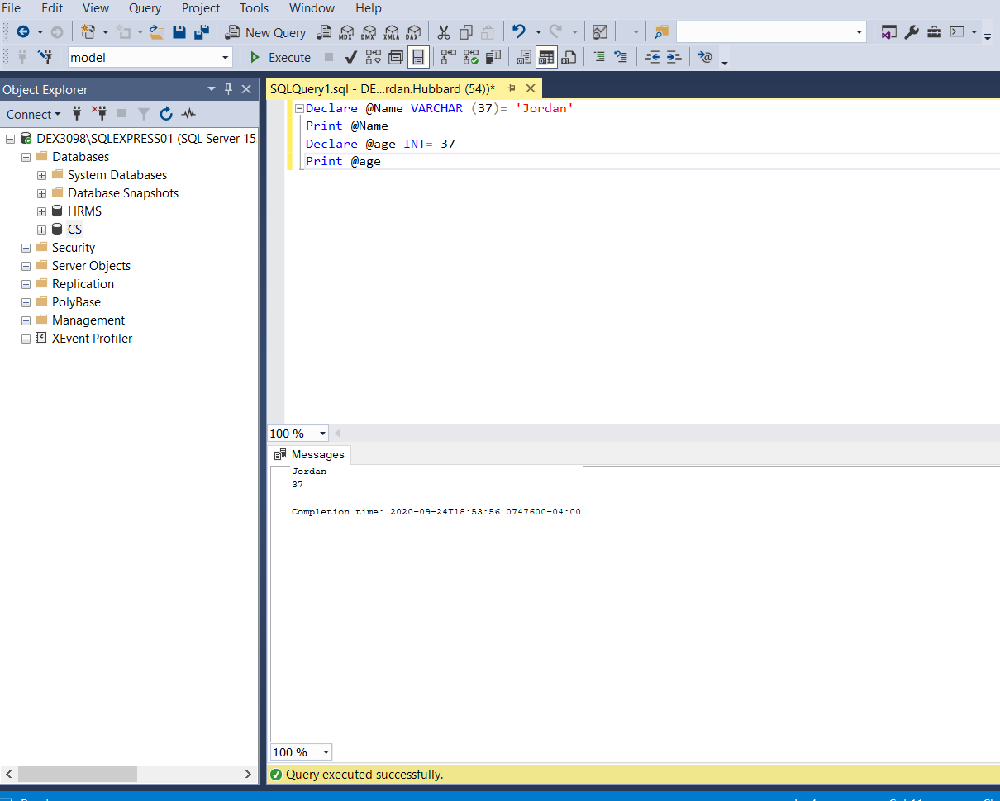 File Edit View Query Project Tools Window Help
New Query MDX DMX XMLA DAX
model Execute
Object Explorer
SQLQuery1.sql - DE...rdan.Hubbard (54))*
Connect
DEX3098\SQLEXPRESS01 (SQL Server 15
Databases
System Databases
Database Snapshots
HRMS
CS
Security
Server Objects
Replication
PolyBase
Management
XEvent Profiler
Declare @Name VARCHAR (37)= 'Jordan'
Print @Name
Declare @age INT= 37
Print @age
100 %
Messages
Jordan
37
Completion time: 2020-09-24T18:53:56.0747600-04:00
100 %
Query executed successfully.